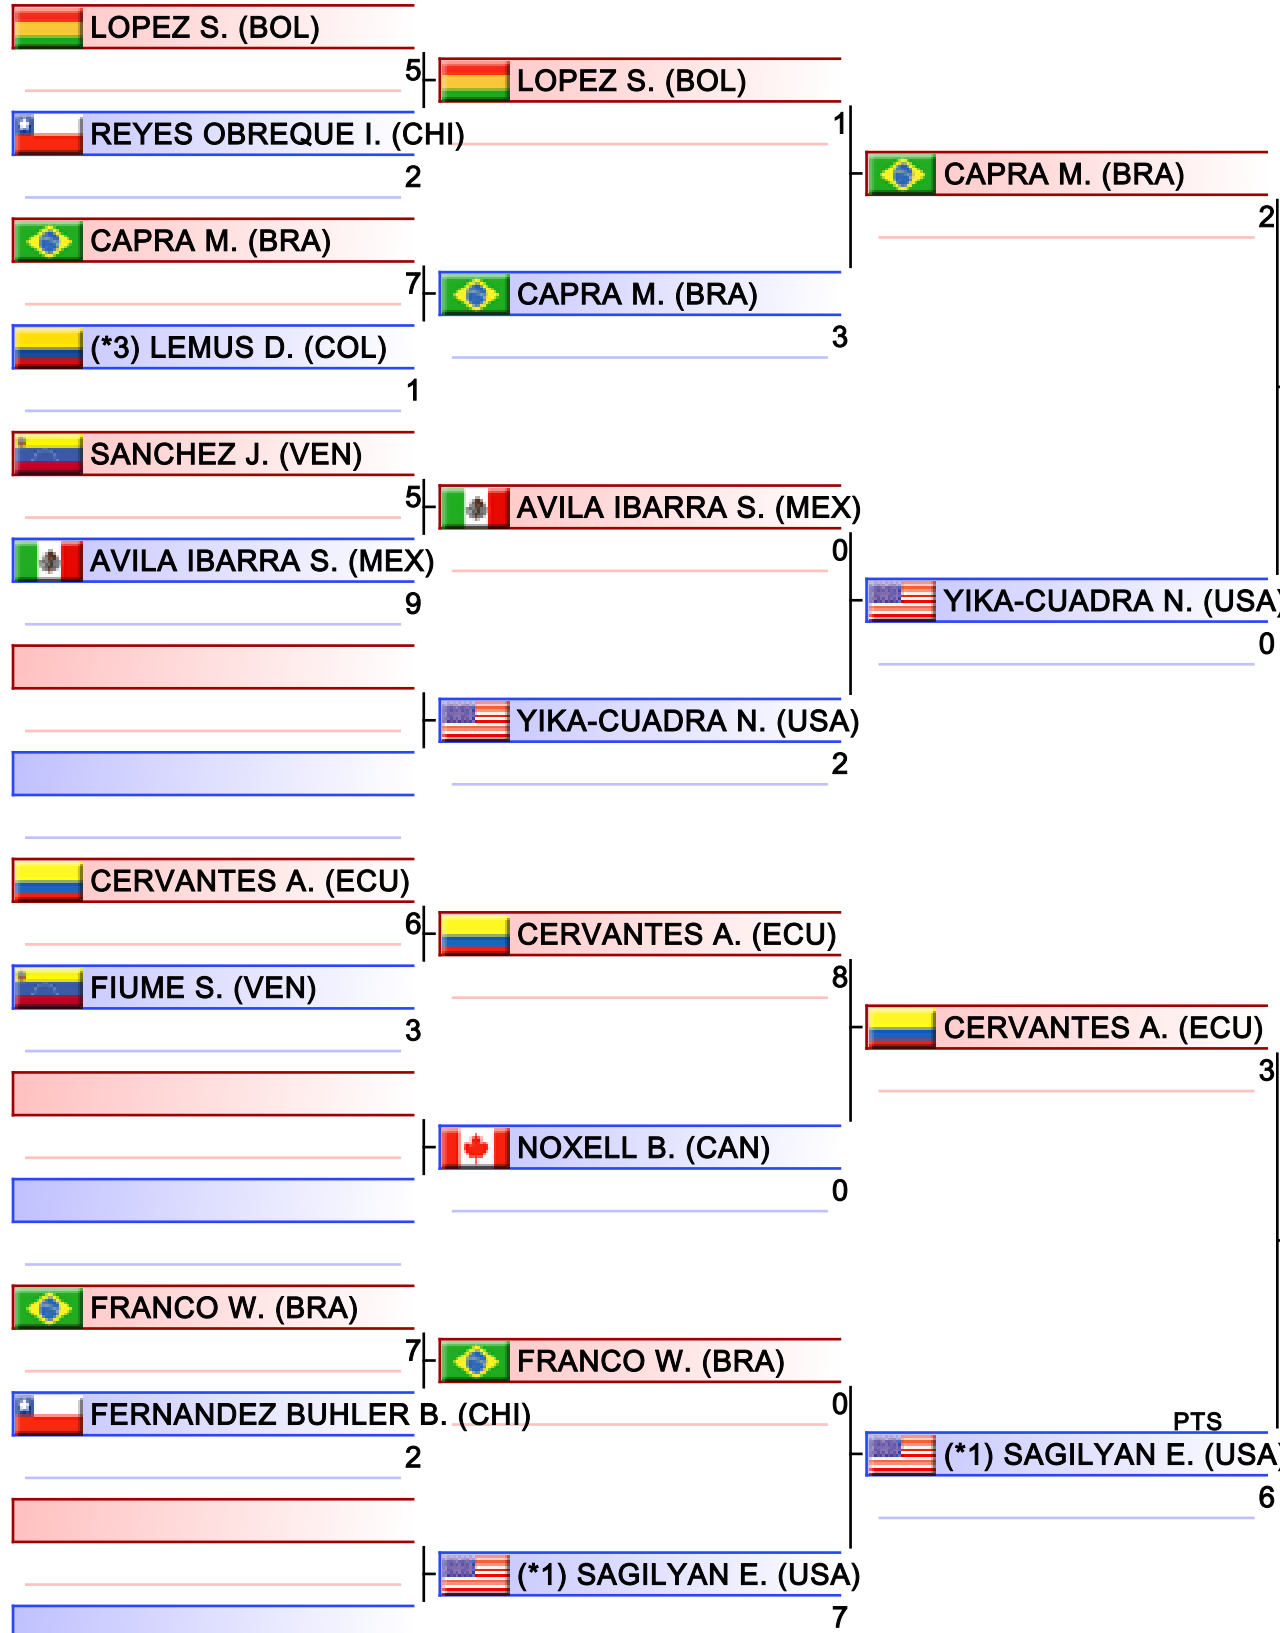 LOPEZ S. (BOL)
5
REYES OBREQUE I. (CHI)
2
CAPRA M. (BRA)
7
(*3) LEMUS D. (COL)
1
SANCHEZ J. (VEN)
5
AVILA IBARRA S. (MEX)
9
CERVANTES A. (ECU)
6
FIUME S. (VEN)
3
FRANCO W. (BRA)
7
FERNANDEZ BUHLER B. (CHI)
2
LOPEZ S. (BOL)
1
CAPRA M. (BRA)
3
AVILA IBARRA S. (MEX)
0
YIKA-CUADRA N. (USA)
2
CERVANTES A. (ECU)
8
NOXELL B. (CAN)
0
FRANCO W. (BRA)
0
(*1) SAGILYAN E. (USA)
7
CAPRA M. (BRA)
2
YIKA-CUADRA N. (USA)
0
CERVANTES A. (ECU)
3
PTS
(*1) SAGILYAN E. (USA)
6